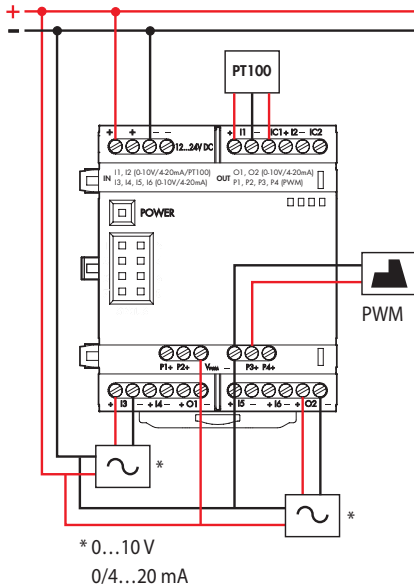 +
–
PT100
+ + – – 12...24V DC
+ I1 – IC1 + I2 – IC2
IN I1, I2 (0-10V/4-20mA/PT100)
I3, I4, I5, I6 (0-10V/4-20mA)
OUT O1, O2 (0-10V/4-20mA)
P1, P2, P3, P4 (PWM)
POWER
PWM
P1+ P2+ VPWM – P3+ P4+
+ I3 – + I4 – + O1 –
+ I5 – + I6 – + O2 –
*
*
* 0...10 V
0/4...20 mA